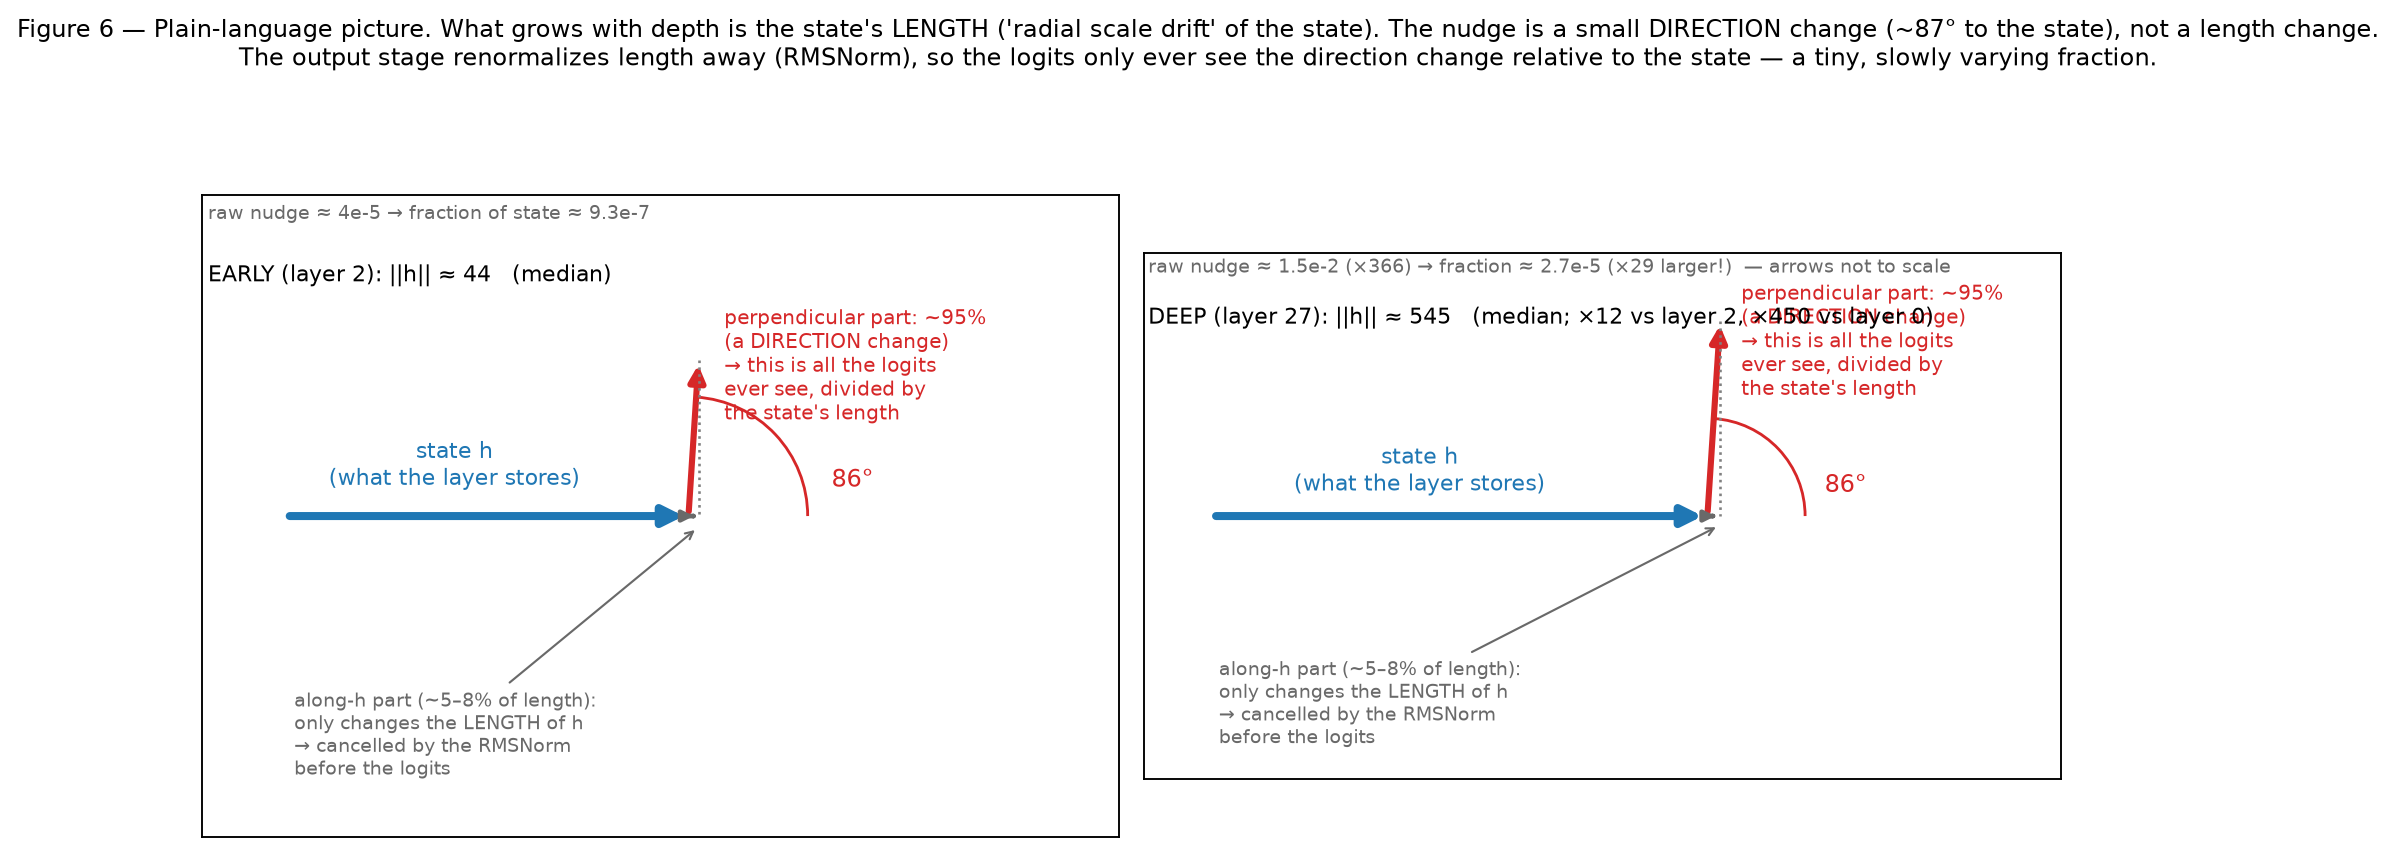 Figure 6 — Plain-language picture. What grows with depth is the state's LENGTH ('radial scale drift' of the state). The nudge is a small DIRECTION change (~87° to the state), not a length change.
The output stage renormalizes length away (RMSNorm), so the logits only ever see the direction change relative to the state — a tiny, slowly varying fraction.
raw nudge ≈ 4e-5 → fraction of state ≈ 9.3e-7
EARLY (layer 2): ||h|| ≈ 44 (median)
perpendicular part: ~95%
(a DIRECTION change)
→ this is all the logits
ever see, divided by
the state's length
state h
(what the layer stores)
86°
along-h part (~5–8% of length):
only changes the LENGTH of h
→ cancelled by the RMSNorm
before the logits
raw nudge ≈ 1.5e-2 (×366) → fraction ≈ 2.7e-5 (×29 larger!) — arrows not to scale
DEEP (layer 27): ||h|| ≈ 545 (median; ×12 vs layer 2, ×450 vs layer 0)
perpendicular part: ~95%
(a DIRECTION change)
→ this is all the logits
ever see, divided by
the state's length
state h
(what the layer stores)
86°
along-h part (~5–8% of length):
only changes the LENGTH of h
→ cancelled by the RMSNorm
before the logits